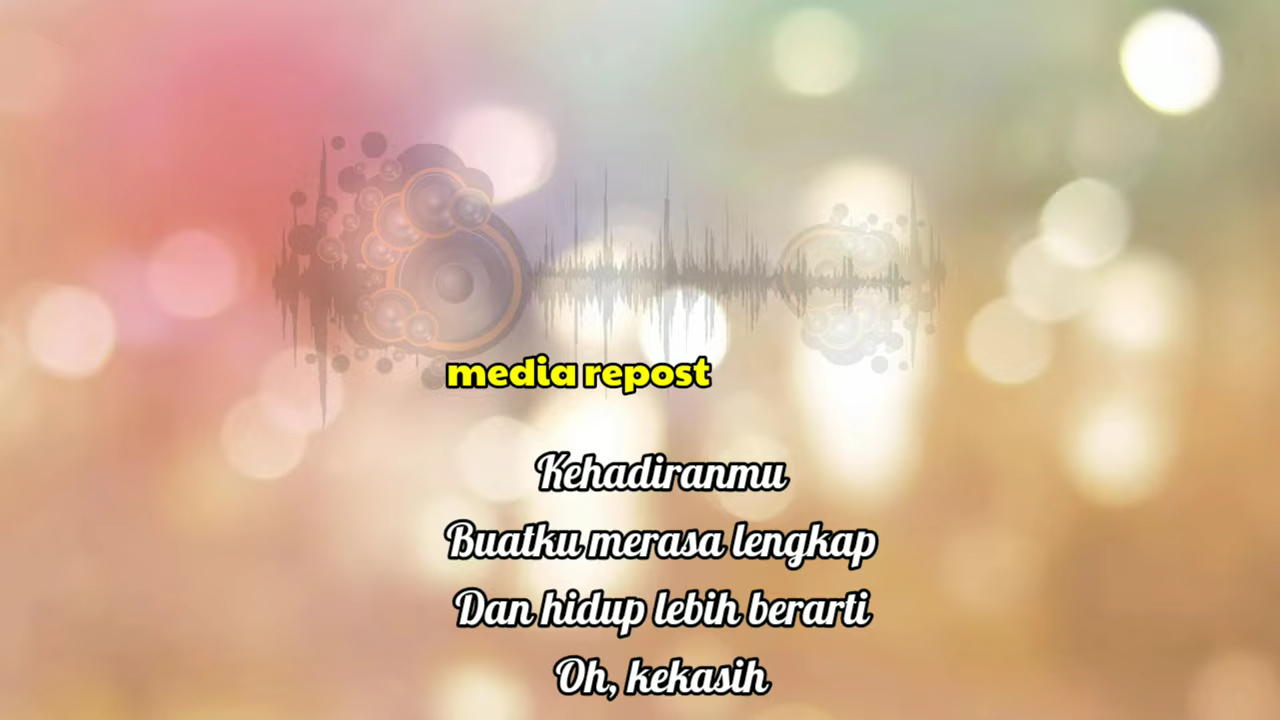 media repost
Kehadiranmu
Buatku merasa lengkap
Dan hidup lebih berarti
Oh, kekasih